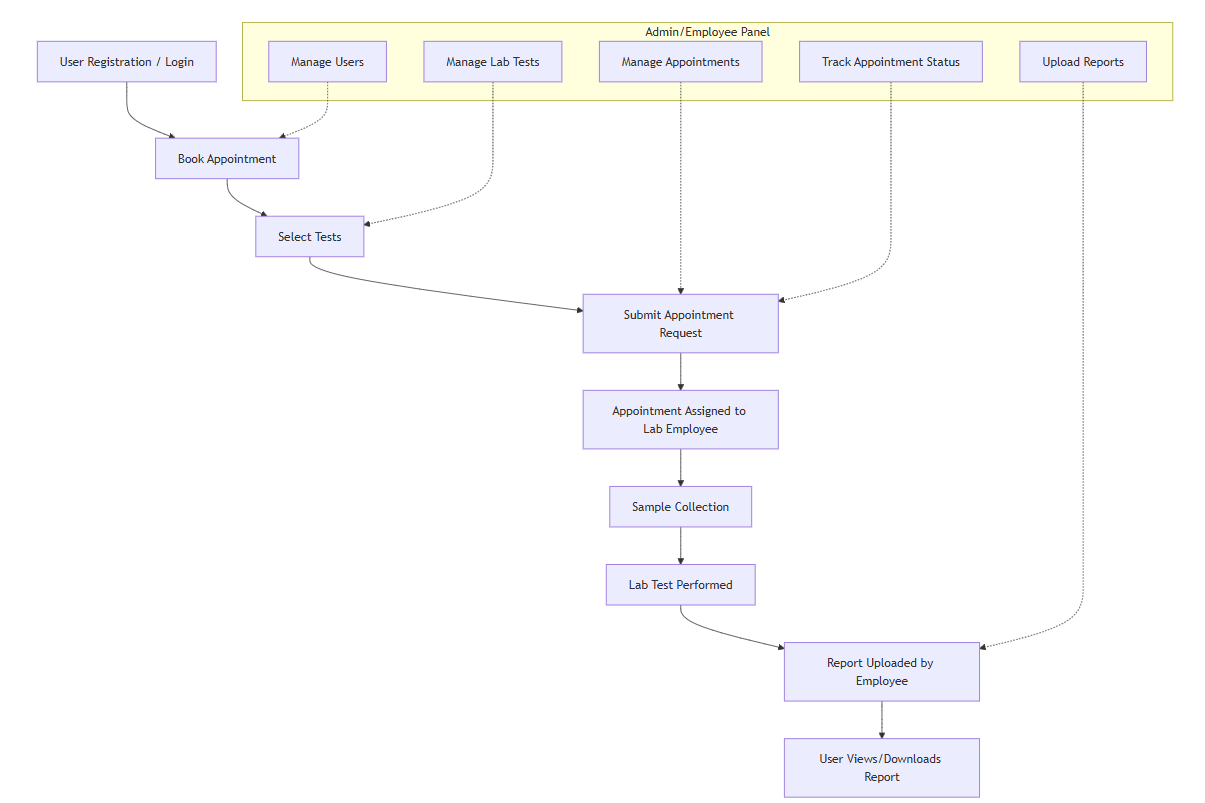 Admin/Employee Panel
User Registration / Login
Manage Users
Manage Lab Tests
Manage Appointments
Track Appointment Status
Upload Reports
Book Appointment
Select Tests
Submit Appointment
Request
Appointment Assigned to
Lab Employee
Sample Collection
Lab Test Performed
Report Uploaded by
Employee
User Views/Downloads
Report